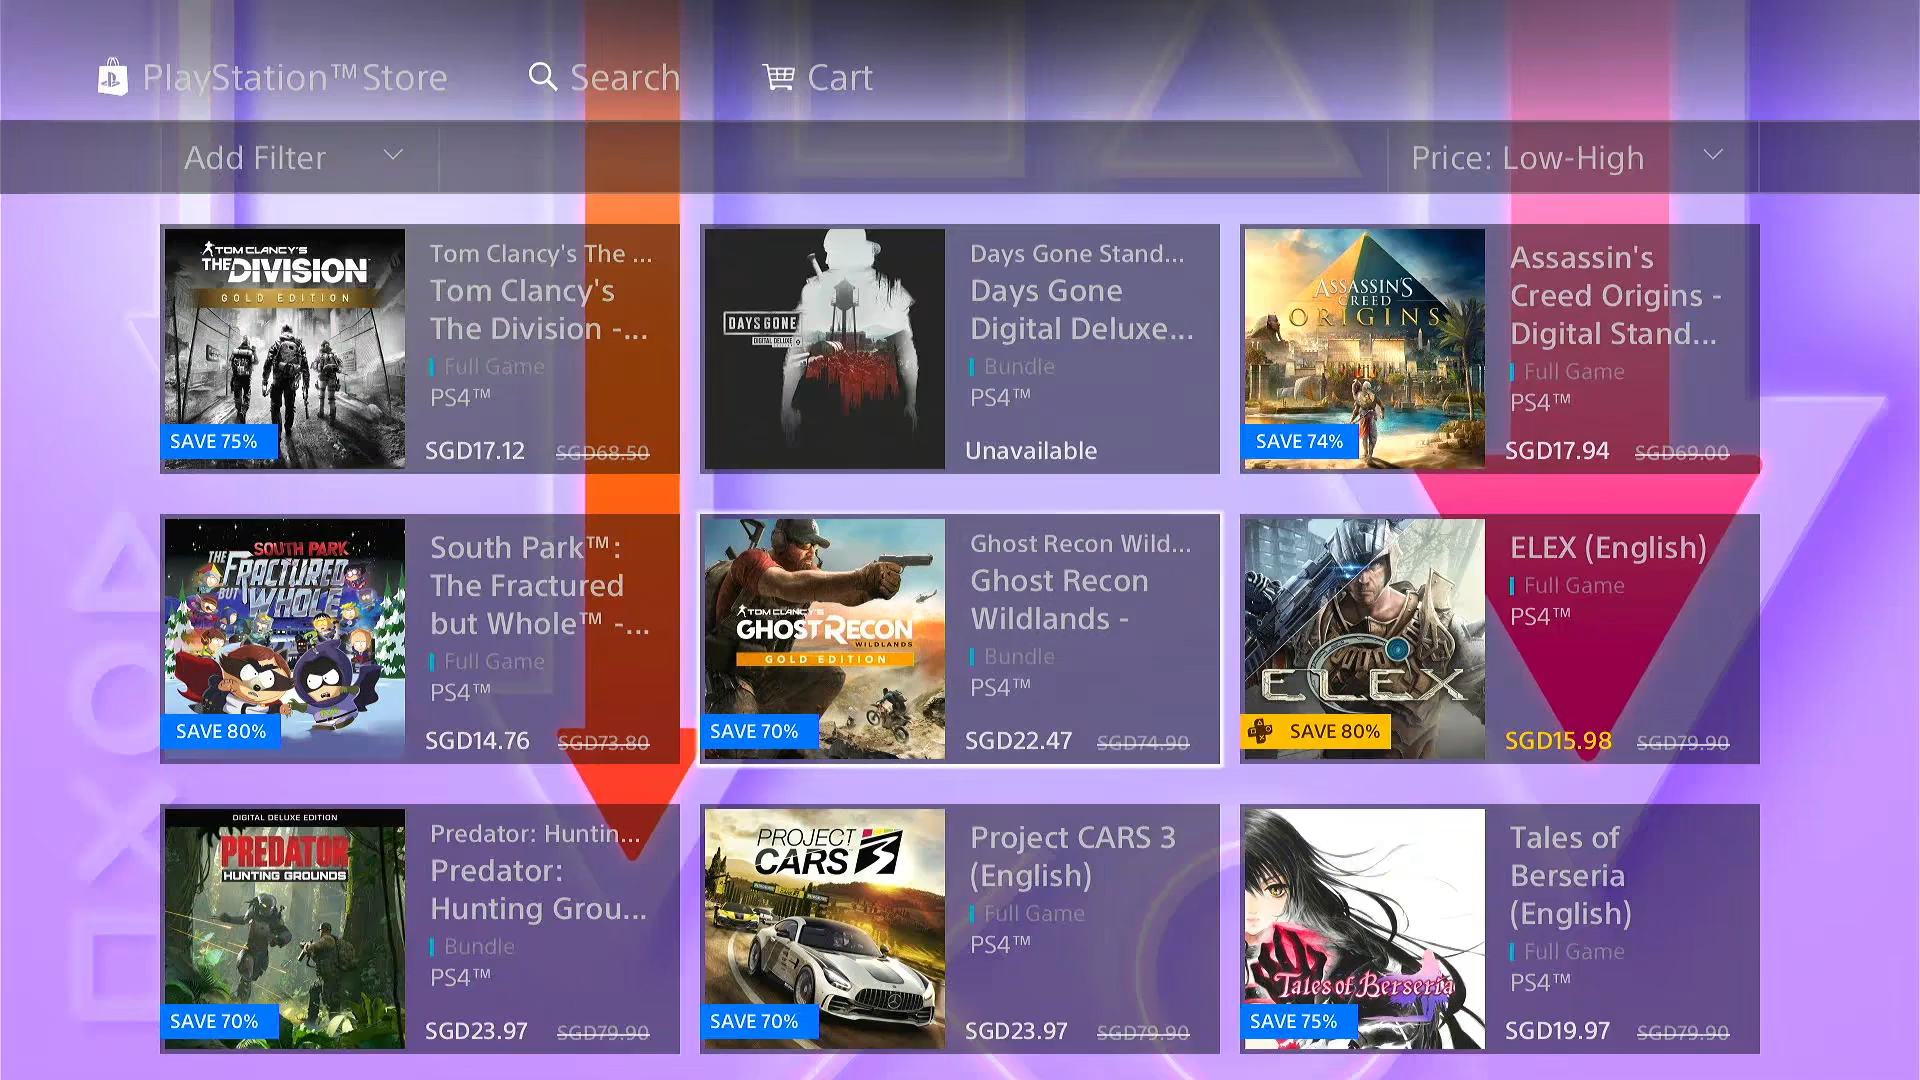 PlayStation™Store
Search
Cart
Add Filter
Price: Low-High
TOM CLANCY'S
THE DIVISION
GOLD EDITION
SAVE 75%
Tom Clancy's The ...
Tom Clancy's
The Division -...
Full Game
PS4™
SGD17.12 SGD68.50
DAYS GONE
DIGITAL DELUXE
Days Gone Stand...
Days Gone
Digital Deluxe...
Bundle
PS4™
Unavailable
ASSASSIN'S
CREED
ORIGINS
SAVE 74%
Assassin's
Creed Origins -
Digital Stand...
Full Game
PS4™
SGD17.94 SGD69.00
SOUTH PARK
THE FRACTURED
BUT WHOLE
SAVE 80%
South Park™:
The Fractured
but Whole™ -...
Full Game
PS4™
SGD14.76 SGD73.80
TOM CLANCY'S
GHOST RECON
WILDLANDS
GOLD EDITION
SAVE 70%
Ghost Recon Wild...
Ghost Recon
Wildlands -
Bundle
PS4™
SGD22.47 SGD74.90
ELEX
SAVE 80%
ELEX (English)
Full Game
PS4™
SGD15.98 SGD79.90
DIGITAL DELUXE EDITION
PREDATOR
HUNTING GROUNDS
SAVE 70%
Predator: Huntin...
Predator:
Hunting Grou...
Bundle
PS4™
SGD23.97 SGD79.90
PROJECT
CARS 3
SAVE 70%
Project CARS 3
(English)
Full Game
PS4™
SGD23.97 SGD79.90
Tales of Berseria
SAVE 75%
Tales of
Berseria
(English)
Full Game
PS4™
SGD19.97 SGD79.90